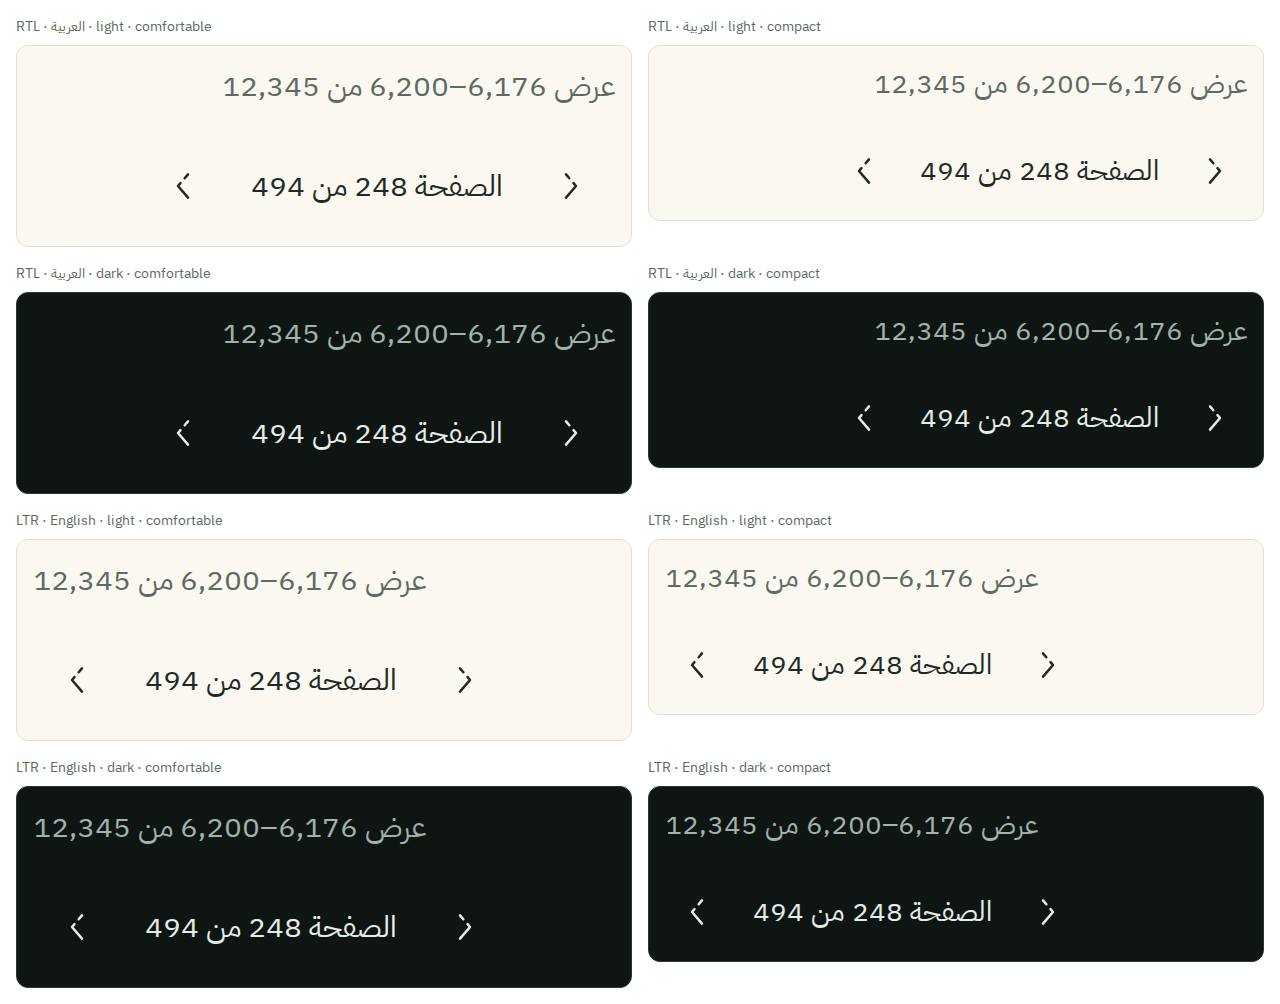 RTL · العربية · light · comfortable
عرض 6,176–6,200 من 12,345
الصفحة 248 من 494
RTL · العربية · light · compact
عرض 6,176–6,200 من 12,345
الصفحة 248 من 494
RTL · العربية · dark · comfortable
عرض 6,176–6,200 من 12,345
الصفحة 248 من 494
RTL · العربية · dark · compact
عرض 6,176–6,200 من 12,345
الصفحة 248 من 494
LTR · English · light · comfortable
عرض 6,176–6,200 من 12,345
الصفحة 248 من 494
LTR · English · light · compact
عرض 6,176–6,200 من 12,345
الصفحة 248 من 494
LTR · English · dark · comfortable
عرض 6,176–6,200 من 12,345
الصفحة 248 من 494
LTR · English · dark · compact
عرض 6,176–6,200 من 12,345
الصفحة 248 من 494